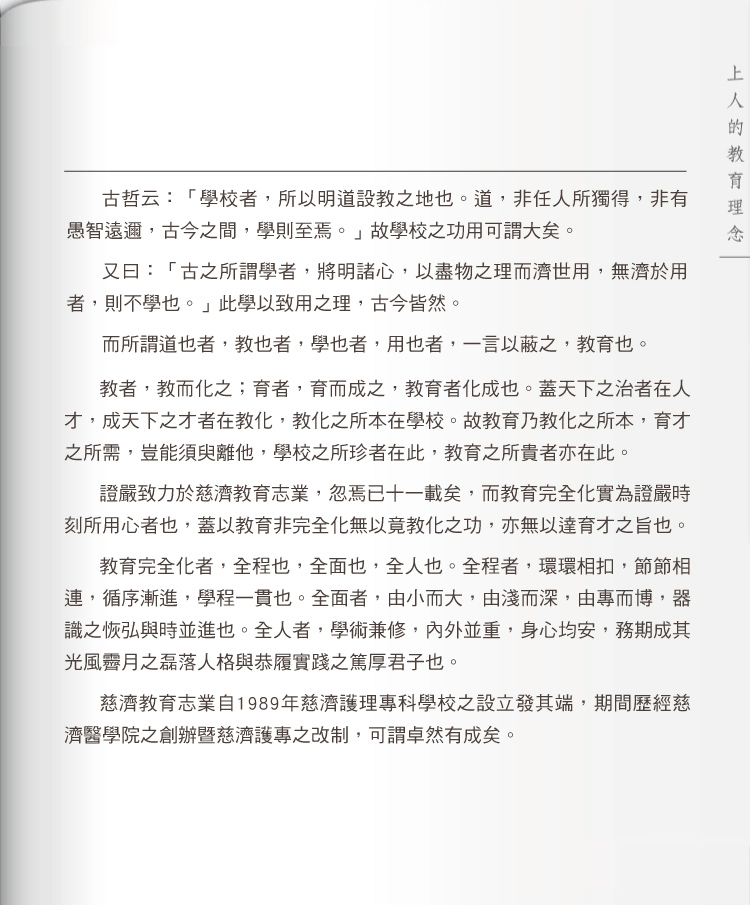 上人的教育理念
古哲云：「學校者，所以明道設教之地也。道，非任人所獨得，非有
愚智遠邇，古今之間，學則至焉。」故學校之功用可謂大矣。
又曰：「古之所謂學者，將明諸心，以盡物之理而濟世用，無濟於用
者，則不學也。」此學以致用之理，古今皆然。
而所謂道也者，教也者，學也者，用也者，一言以蔽之，教育也。
教者，教而化之；育者，育而成之，教育者化成也。蓋天下之治者在人
才，成天下之才者在教化，教化之所本在學校。故教育乃教化之所本，育才
之所需，豈能須臾離他，學校之所珍者在此，教育之所貴者亦在此。
證嚴致力於慈濟教育志業，忽焉已十一載矣，而教育完全化實為證嚴時
刻所用心者也，蓋以教育非完全化無以竟教化之功，亦無以達育才之旨也。
教育完全化者，全程也，全面也，全人也。全程者，環環相扣，節節相
連，循序漸進，學程一貫也。全面者，由小而大，由淺而深，由專而博，器
識之恢弘與時並進也。全人者，學術兼修，內外並重，身心均安，務期成其
光風霽月之磊落人格與恭履實踐之篤厚君子也。
慈濟教育志業自1989年慈濟護理專科學校之設立發其端，期間歷經慈
濟醫學院之創辦暨慈濟護專之改制，可謂卓然有成矣。